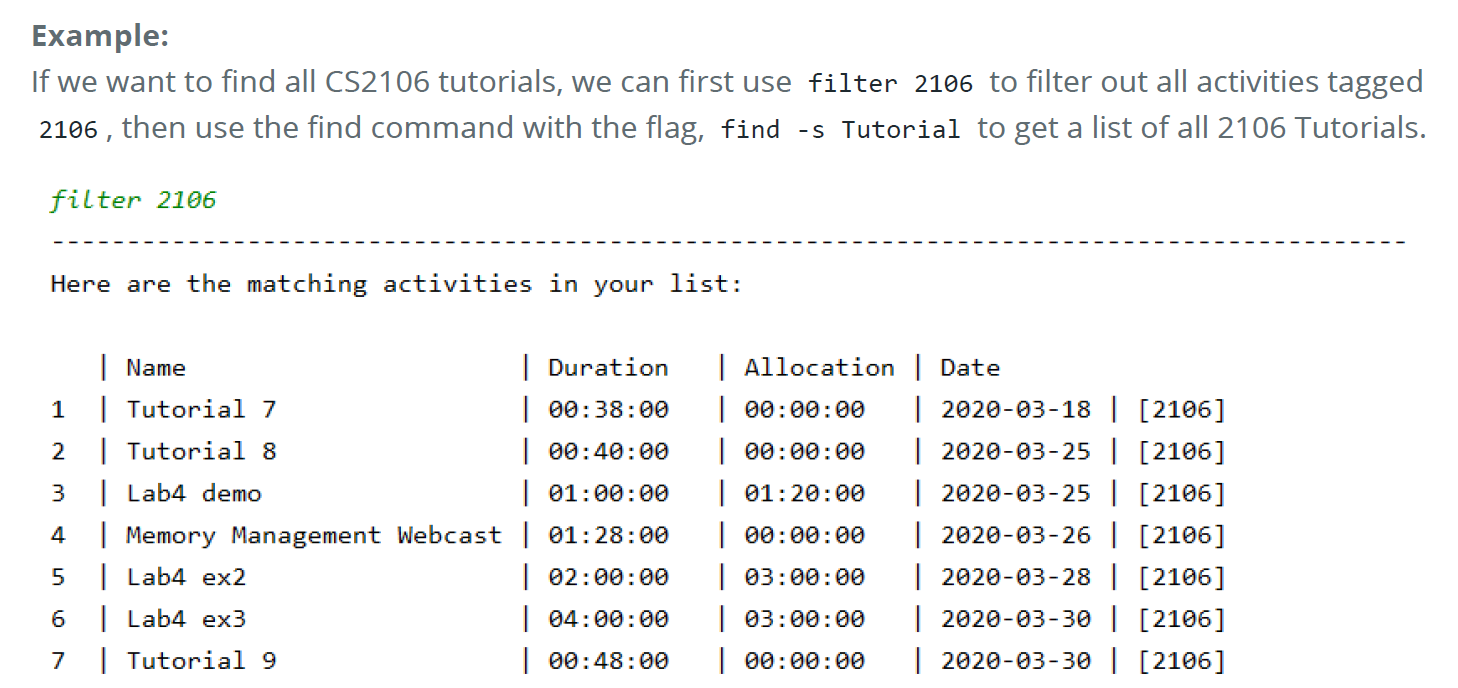 Example:
If we want to find all CS2106 tutorials, we can first use filter 2106 to filter out all activities tagged
2106 , then use the find command with the flag, find -s Tutorial to get a list of all 2106 Tutorials.
filter 2106
------------------------------------------------------------------------------------------
Here are the matching activities in your list:
| Name | Duration | Allocation | Date
1 | Tutorial 7 | 00:38:00 | 00:00:00 | 2020-03-18 | [2106]
2 | Tutorial 8 | 00:40:00 | 00:00:00 | 2020-03-25 | [2106]
3 | Lab4 demo | 01:00:00 | 01:20:00 | 2020-03-25 | [2106]
4 | Memory Management Webcast | 01:28:00 | 00:00:00 | 2020-03-26 | [2106]
5 | Lab4 ex2 | 02:00:00 | 03:00:00 | 2020-03-28 | [2106]
6 | Lab4 ex3 | 04:00:00 | 03:00:00 | 2020-03-30 | [2106]
7 | Tutorial 9 | 00:48:00 | 00:00:00 | 2020-03-30 | [2106]